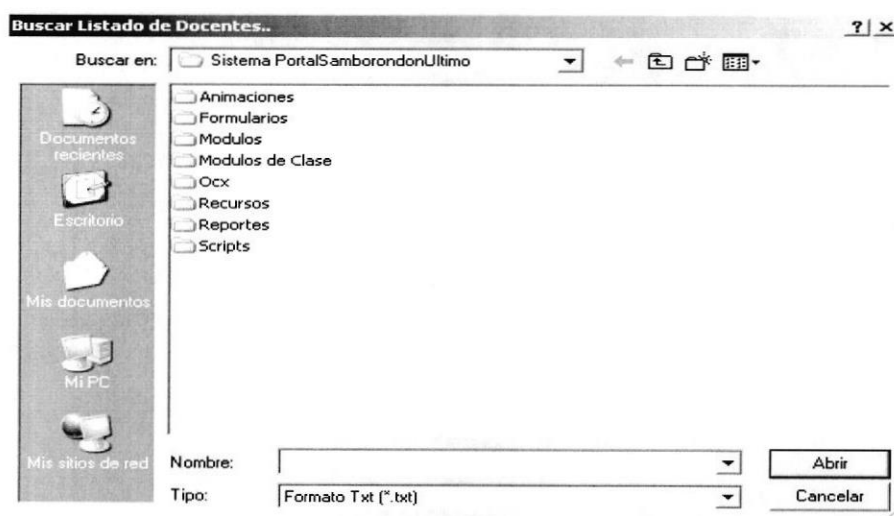 Buscar Listado de Docentes..
Buscar en: Sistema PortalSamborondonUltimo
Documentos recientes
Escritorio
Mis documentos
Mi PC
Mis sitios de red
Animaciones
Formularios
Modulos
Modulos de Clase
Ocx
Recursos
Reportes
Scripts
Nombre:
Abrir
Tipo: Formato Txt (*.txt)
Cancelar